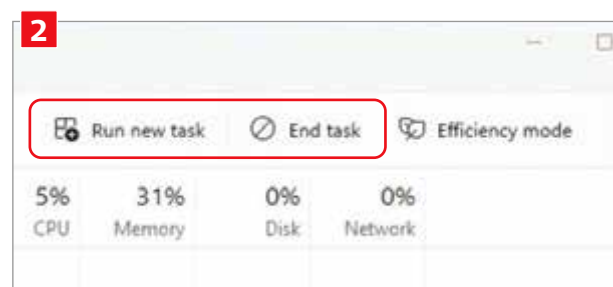 2
Run new task End task Efficiency mode
5% 31% 0% 0%
CPU Memory Disk Network